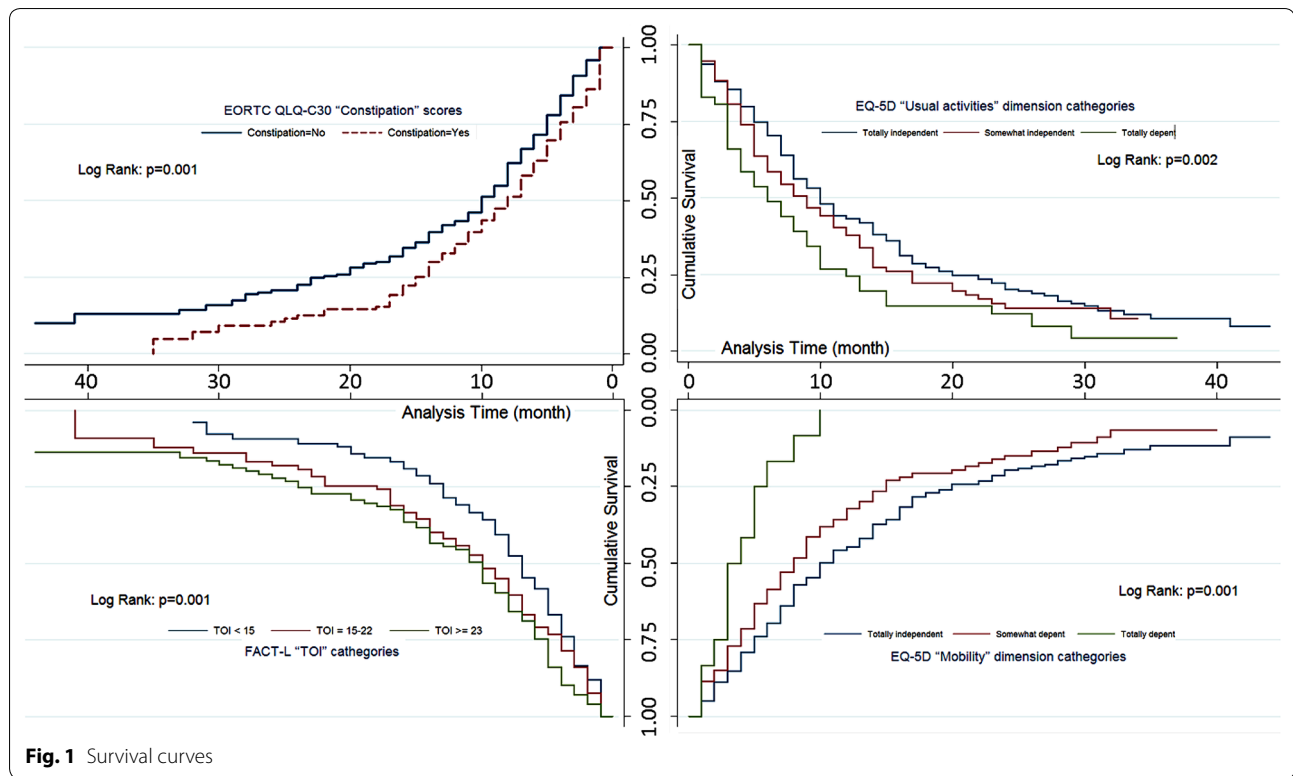 EORTC QLQ-C30 "Constipation" scores
Constipation=No Constipation=Yes
Log Rank: p=0.001
1.00
0.75
0.50
0.25
0.00
Cumulative Survival
EQ-5D "Usual activities" dimension cathegories
Totally independent Somewhat independent Totally depent
Log Rank: p=0.002
Analysis Time (month)
40 30 20 10 0
0 10 20 30 40
Analysis Time (month)
0.00
0.25
0.50
0.75
1.00
Cumulative Survival
Log Rank: p=0.001
TOI < 15 TOI = 15-22 TOI >= 23
FACT-L "TOI" cathegories
Log Rank: p=0.001
Totally independent Somewhat depent Totally depent
EQ-5D "Mobility" dimension cathegories
Fig. 1 Survival curves